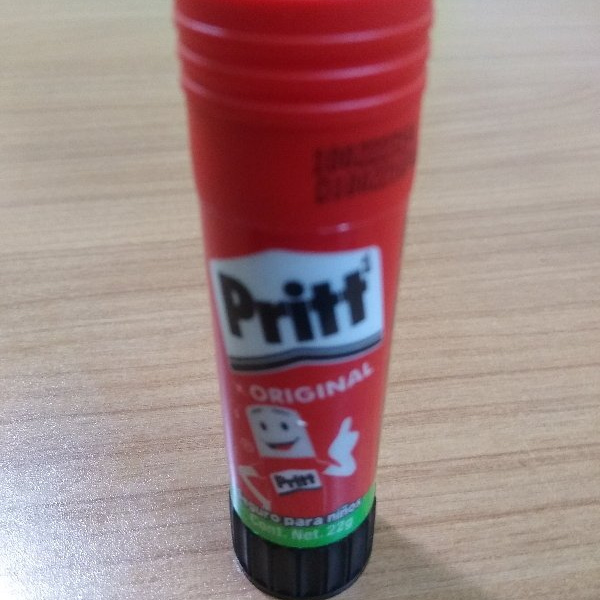 Pritt
ORIGINAL
Pritt
para niños
Cont. Net. 22g